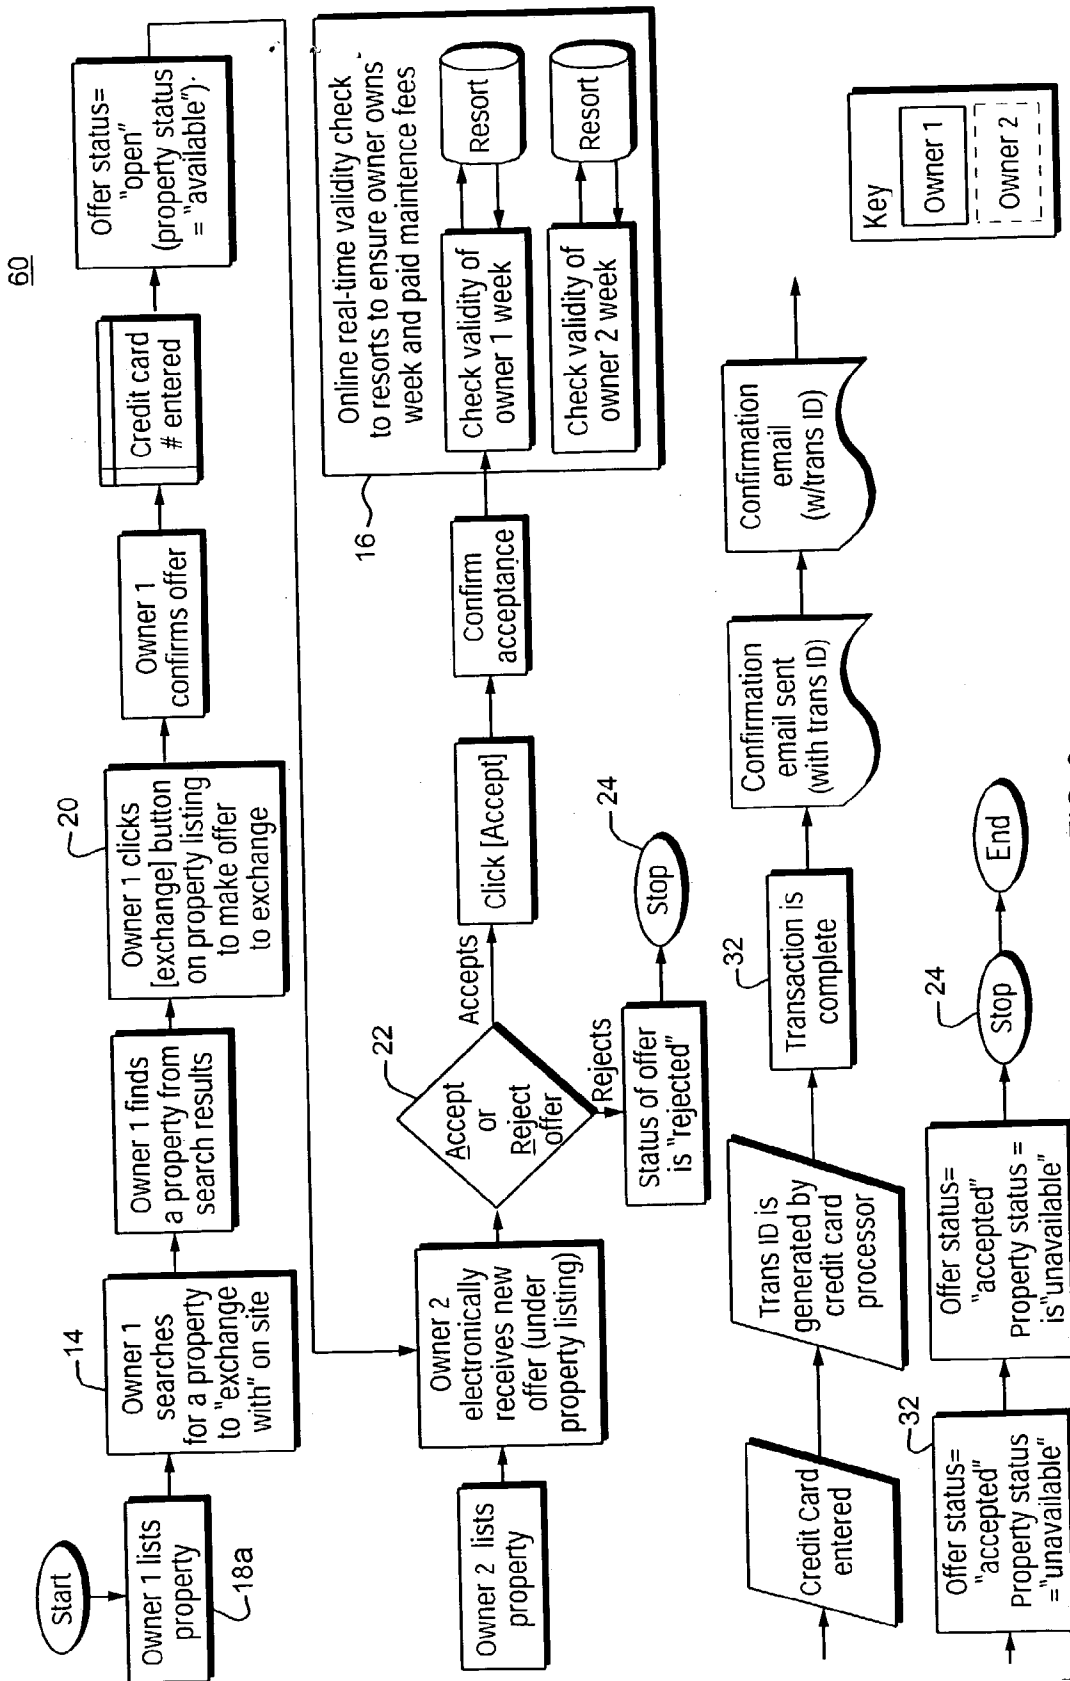 60
Start
Owner 1 lists
property
18a
14
Owner 1
searches
for a property
to "exchange
with" on site
Owner 1 finds
a property from
search results
20
Owner 1 clicks
[exchange] button
on property listing
to make offer
to exchange
Owner 1
confirms offer
Credit card
# entered
Offer status=
"open"
(property status
= "available").
Owner 2 lists
property
Owner 2
electronically
receives new
offer (under
property listing)
22
Accept
or
Reject
offer
Accepts
Rejects
Status of offer
is "rejected"
24
Stop
Click [Accept]
Confirm
acceptance
16
Online real-time validity check
to resorts to ensure owner owns
week and paid maintence fees
Check validity of
owner 1 week
Resort
Check validity of
owner 2 week
Resort
Credit Card
entered
Trans ID is
generated by
credit card
processor
32
Transaction is
complete
Confirmation
email sent
(with trans ID)
Confirmation
email
(w/trans ID)
32
Offer status=
"accepted"
Property status
="unavailable"
Offer status=
"accepted"
Property status =
is"unavailable"
24
Stop
End
Key
Owner 1
Owner 2